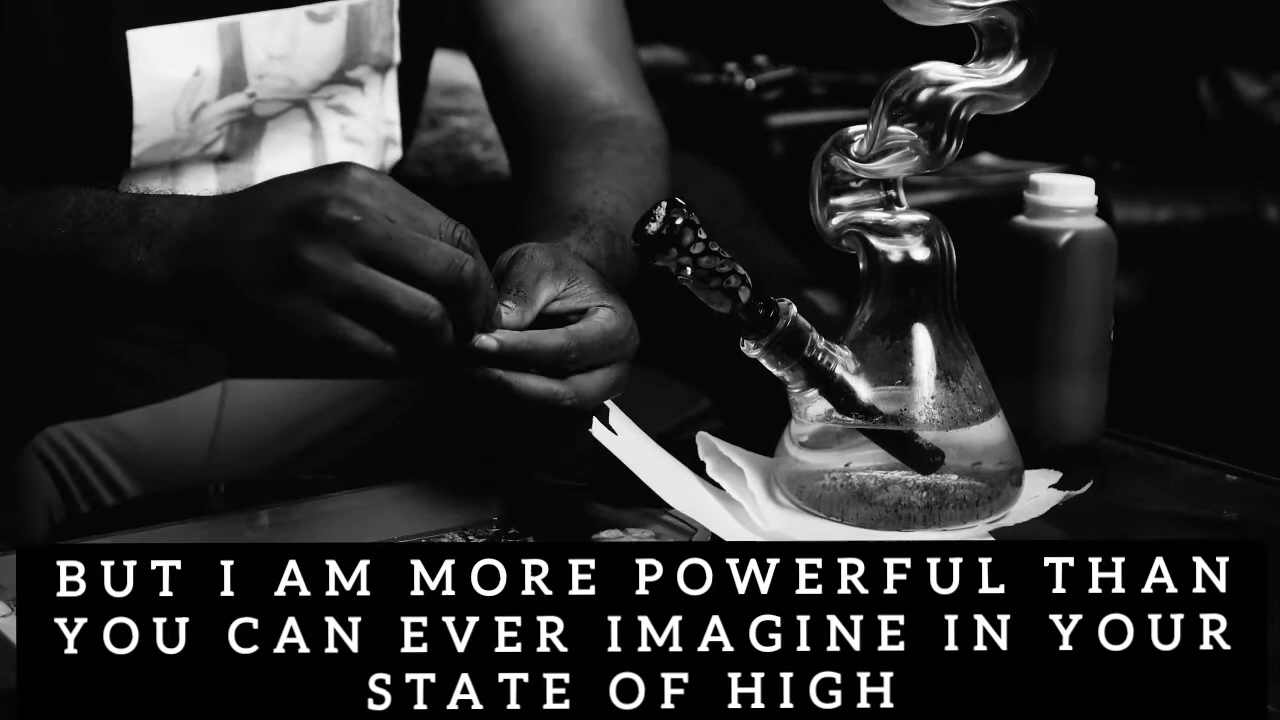 BUT I AM MORE POWERFUL THAN
YOU CAN EVER IMAGINE IN YOUR
STATE OF HIGH